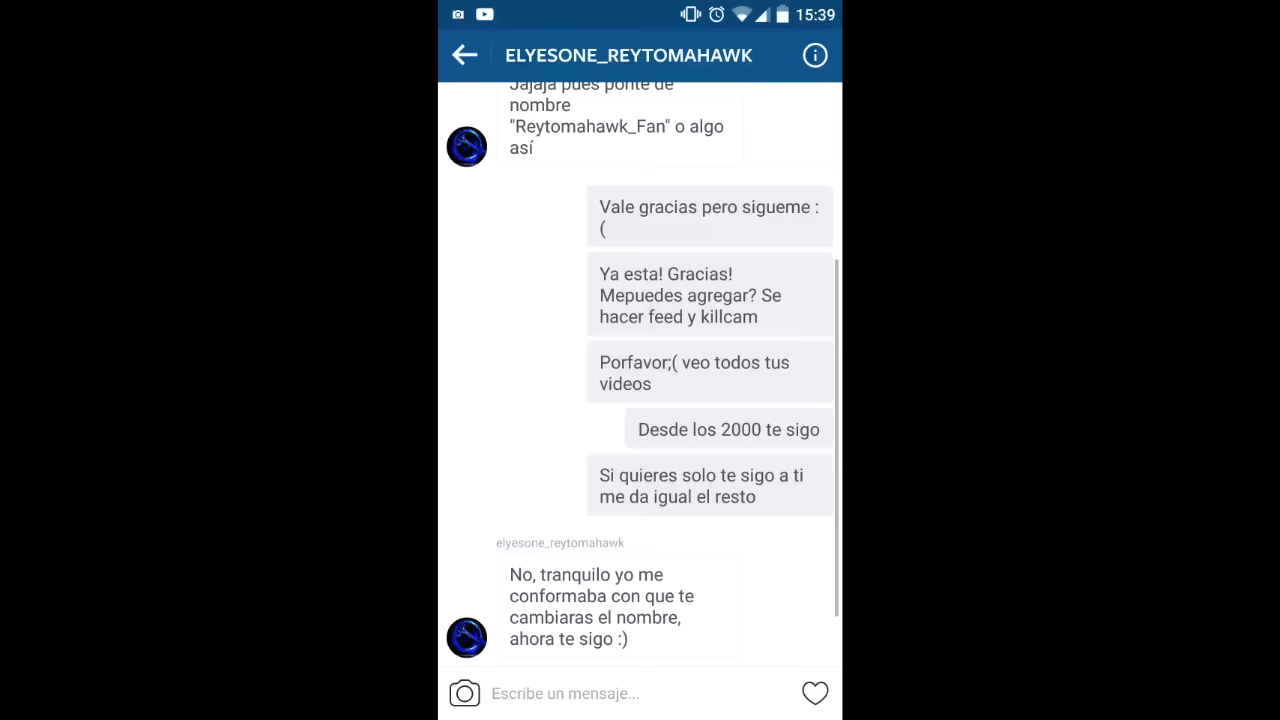 15:39
ELYESONE_REYTOMAHAWK
Jajaja pues ponte de
nombre
"Reytomahawk_Fan" o algo
así
Vale gracias pero sigueme :
(
Ya esta! Gracias!
Mepuedes agregar? Se
hacer feed y killcam
Porfavor;( veo todos tus
videos
Desde los 2000 te sigo
Si quieres solo te sigo a ti
me da igual el resto
elyesone_reytomahawk
No, tranquilo yo me
conformaba con que te
cambiaras el nombre,
ahora te sigo :)
Escribe un mensaje...